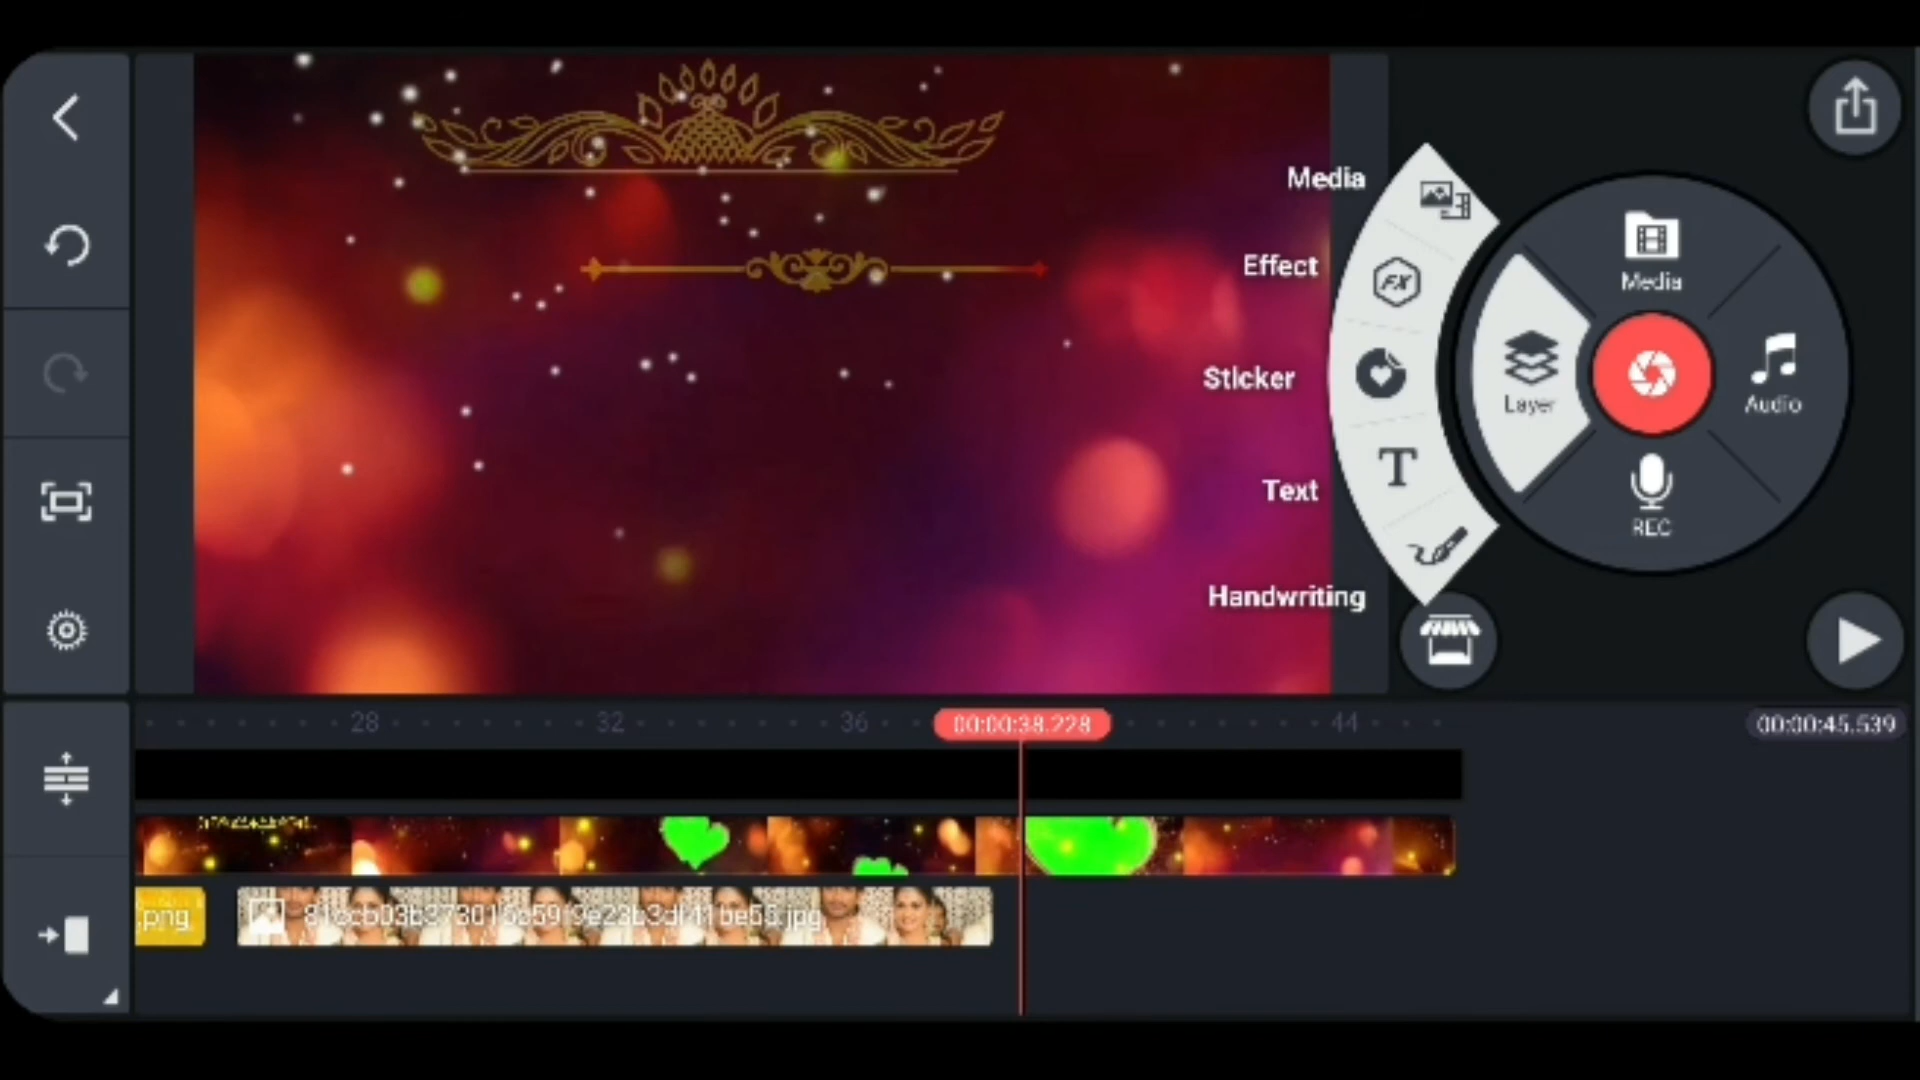 Media
Effect
Sticker
Text
Handwriting
Media
Layer
Audio
REC
28
32
36
00:00:38.228
44
00:00:45.539
.png